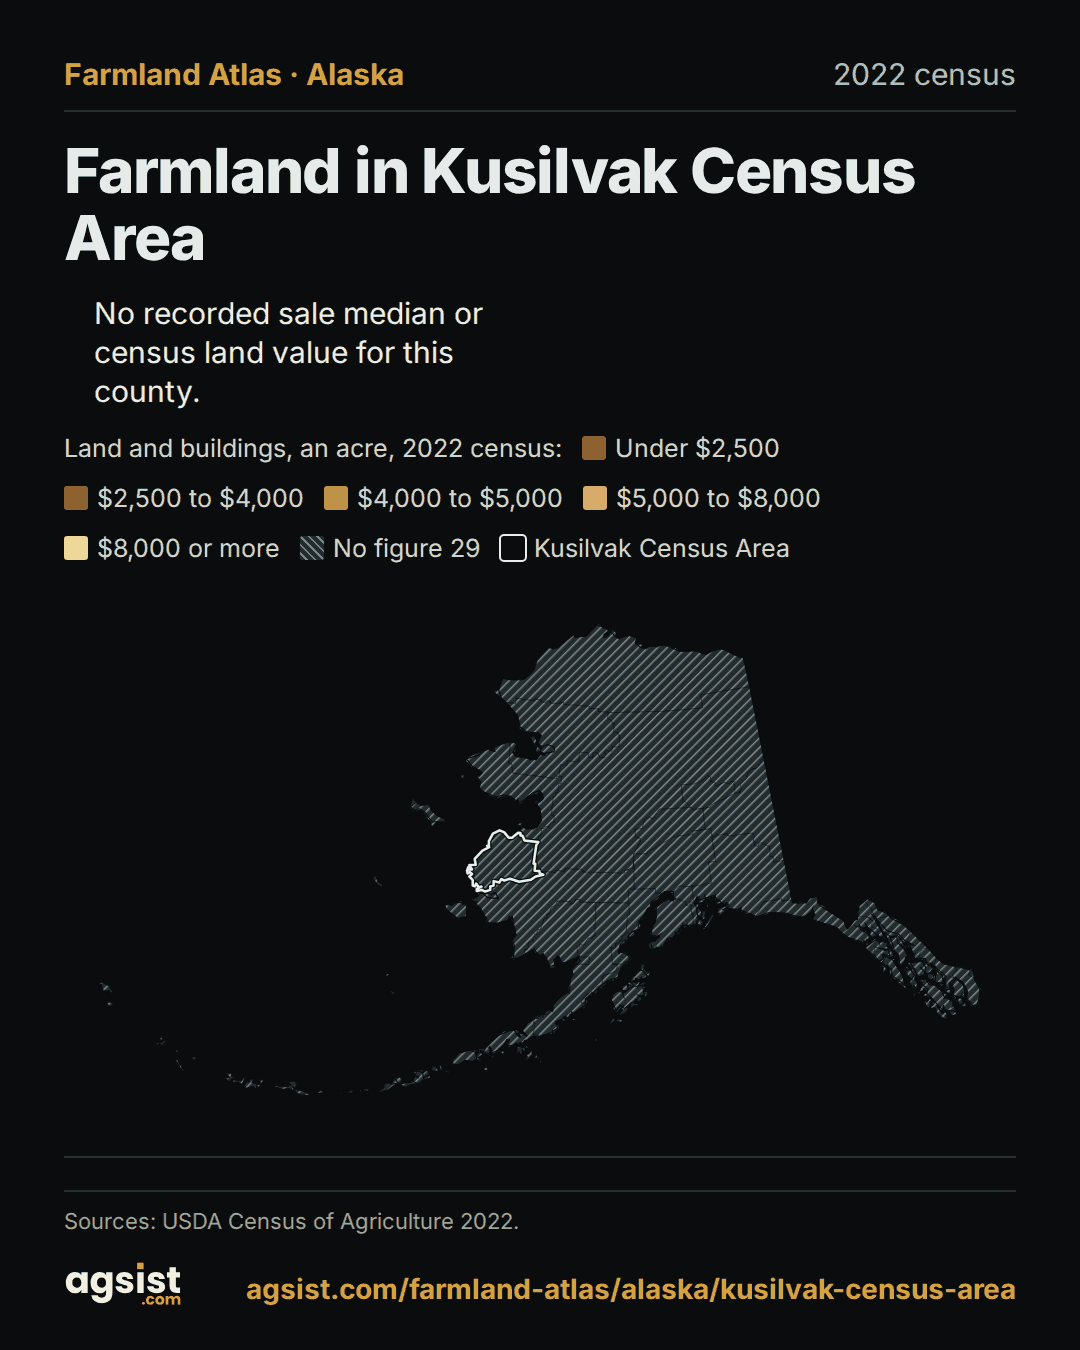 Farmland Atlas · Alaska
2022 census
Farmland in Kusilvak Census
Area
No recorded sale median or
census land value for this
county.
Land and buildings, an acre, 2022 census: Under $2,500
$2,500 to $4,000 $4,000 to $5,000 $5,000 to $8,000
$8,000 or more No figure 29 Kusilvak Census Area
Sources: USDA Census of Agriculture 2022.
agsist
.com
agsist.com/farmland-atlas/alaska/kusilvak-census-area